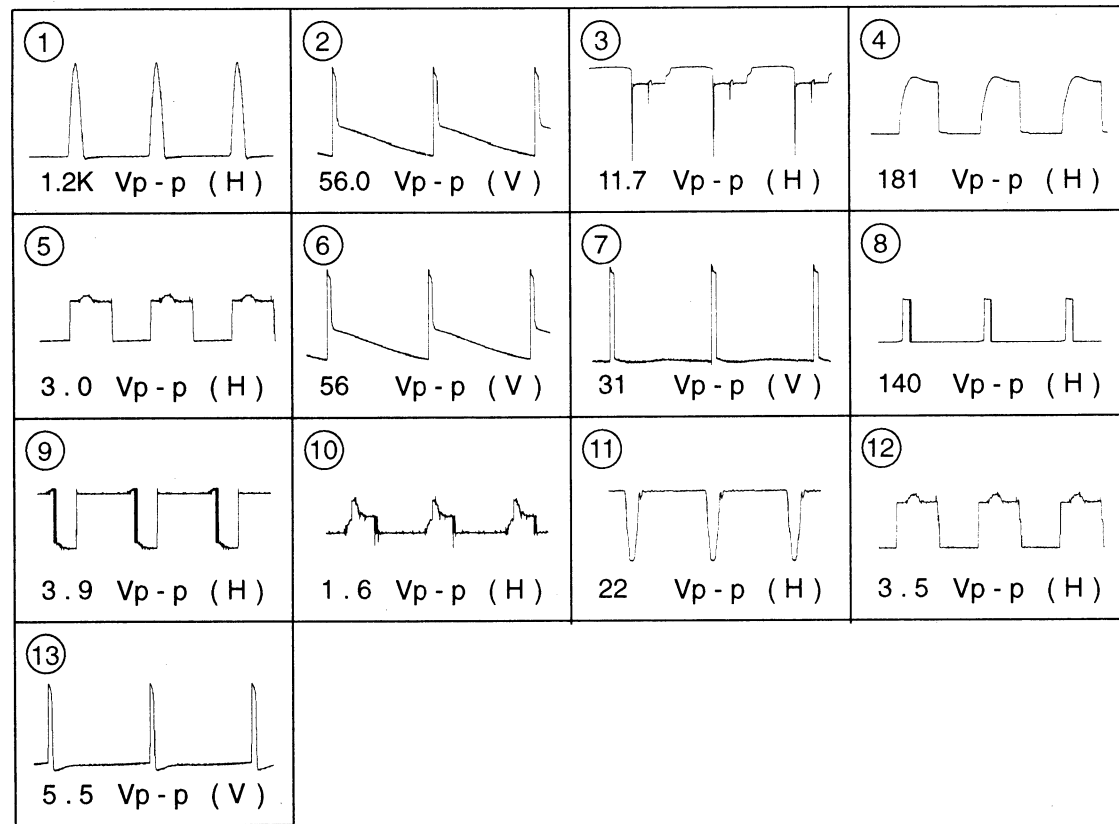 ① ② ③ ④
1.2K Vp-p (H) 56.0 Vp-p (V) 11.7 Vp-p (H) 181 Vp-p (H)
⑤ ⑥ ⑦ ⑧
3.0 Vp-p (H) 56 Vp-p (V) 31 Vp-p (V) 140 Vp-p (H)
⑨ ⑩ ⑪ ⑫
3.9 Vp-p (H) 1.6 Vp-p (H) 22 Vp-p (H) 3.5 Vp-p (H)
⑬
5.5 Vp-p (V)